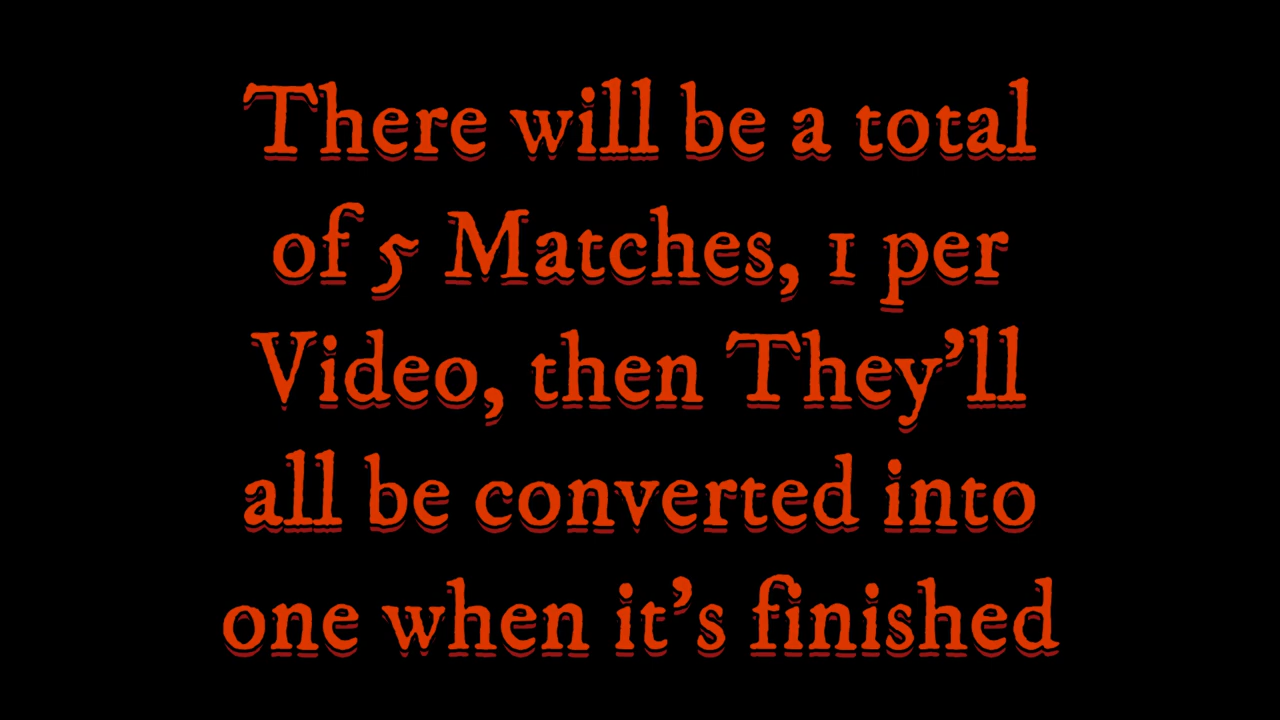 There will be a total
of 5 Matches, 1 per
Video, then They’ll
all be converted into
one when it’s finished